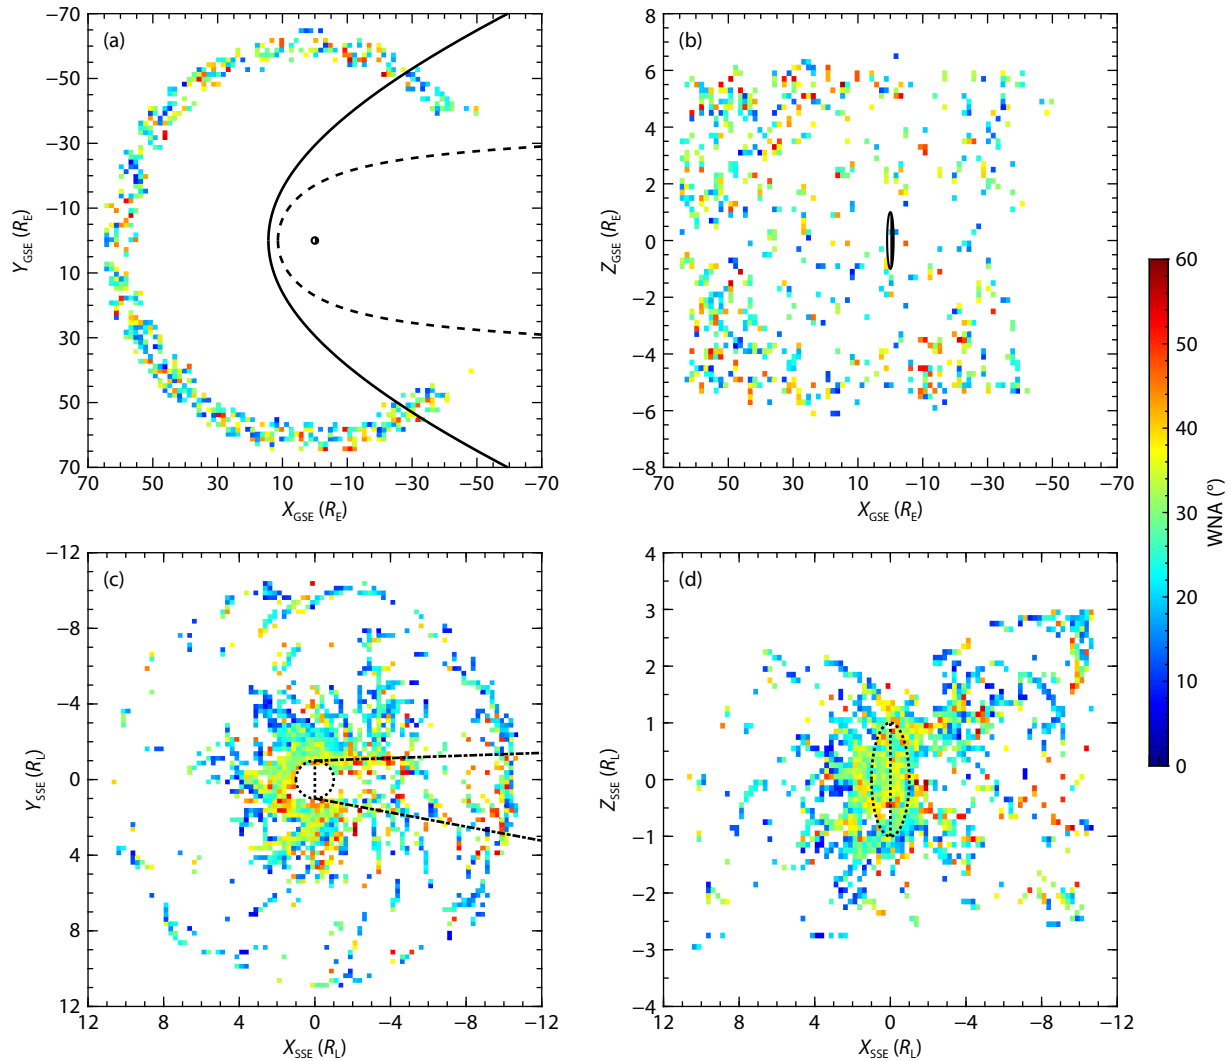 (a)
−70
−50
−30
−10
10
30
50
70
Y_GSE (R_E)
70 50 30 10 −10 −30 −50 −70
X_GSE (R_E)
(b)
8
6
4
2
0
−2
−4
−6
−8
Z_GSE (R_E)
70 50 30 10 −10 −30 −50 −70
X_GSE (R_E)
60
50
40
30
20
10
0
WNA (°)
(c)
−12
−8
−4
0
4
8
12
Y_SSE (R_L)
12 8 4 0 −4 −8 −12
X_SSE (R_L)
(d)
4
3
2
1
0
−1
−2
−3
−4
Z_SSE (R_L)
12 8 4 0 −4 −8 −12
X_SSE (R_L)